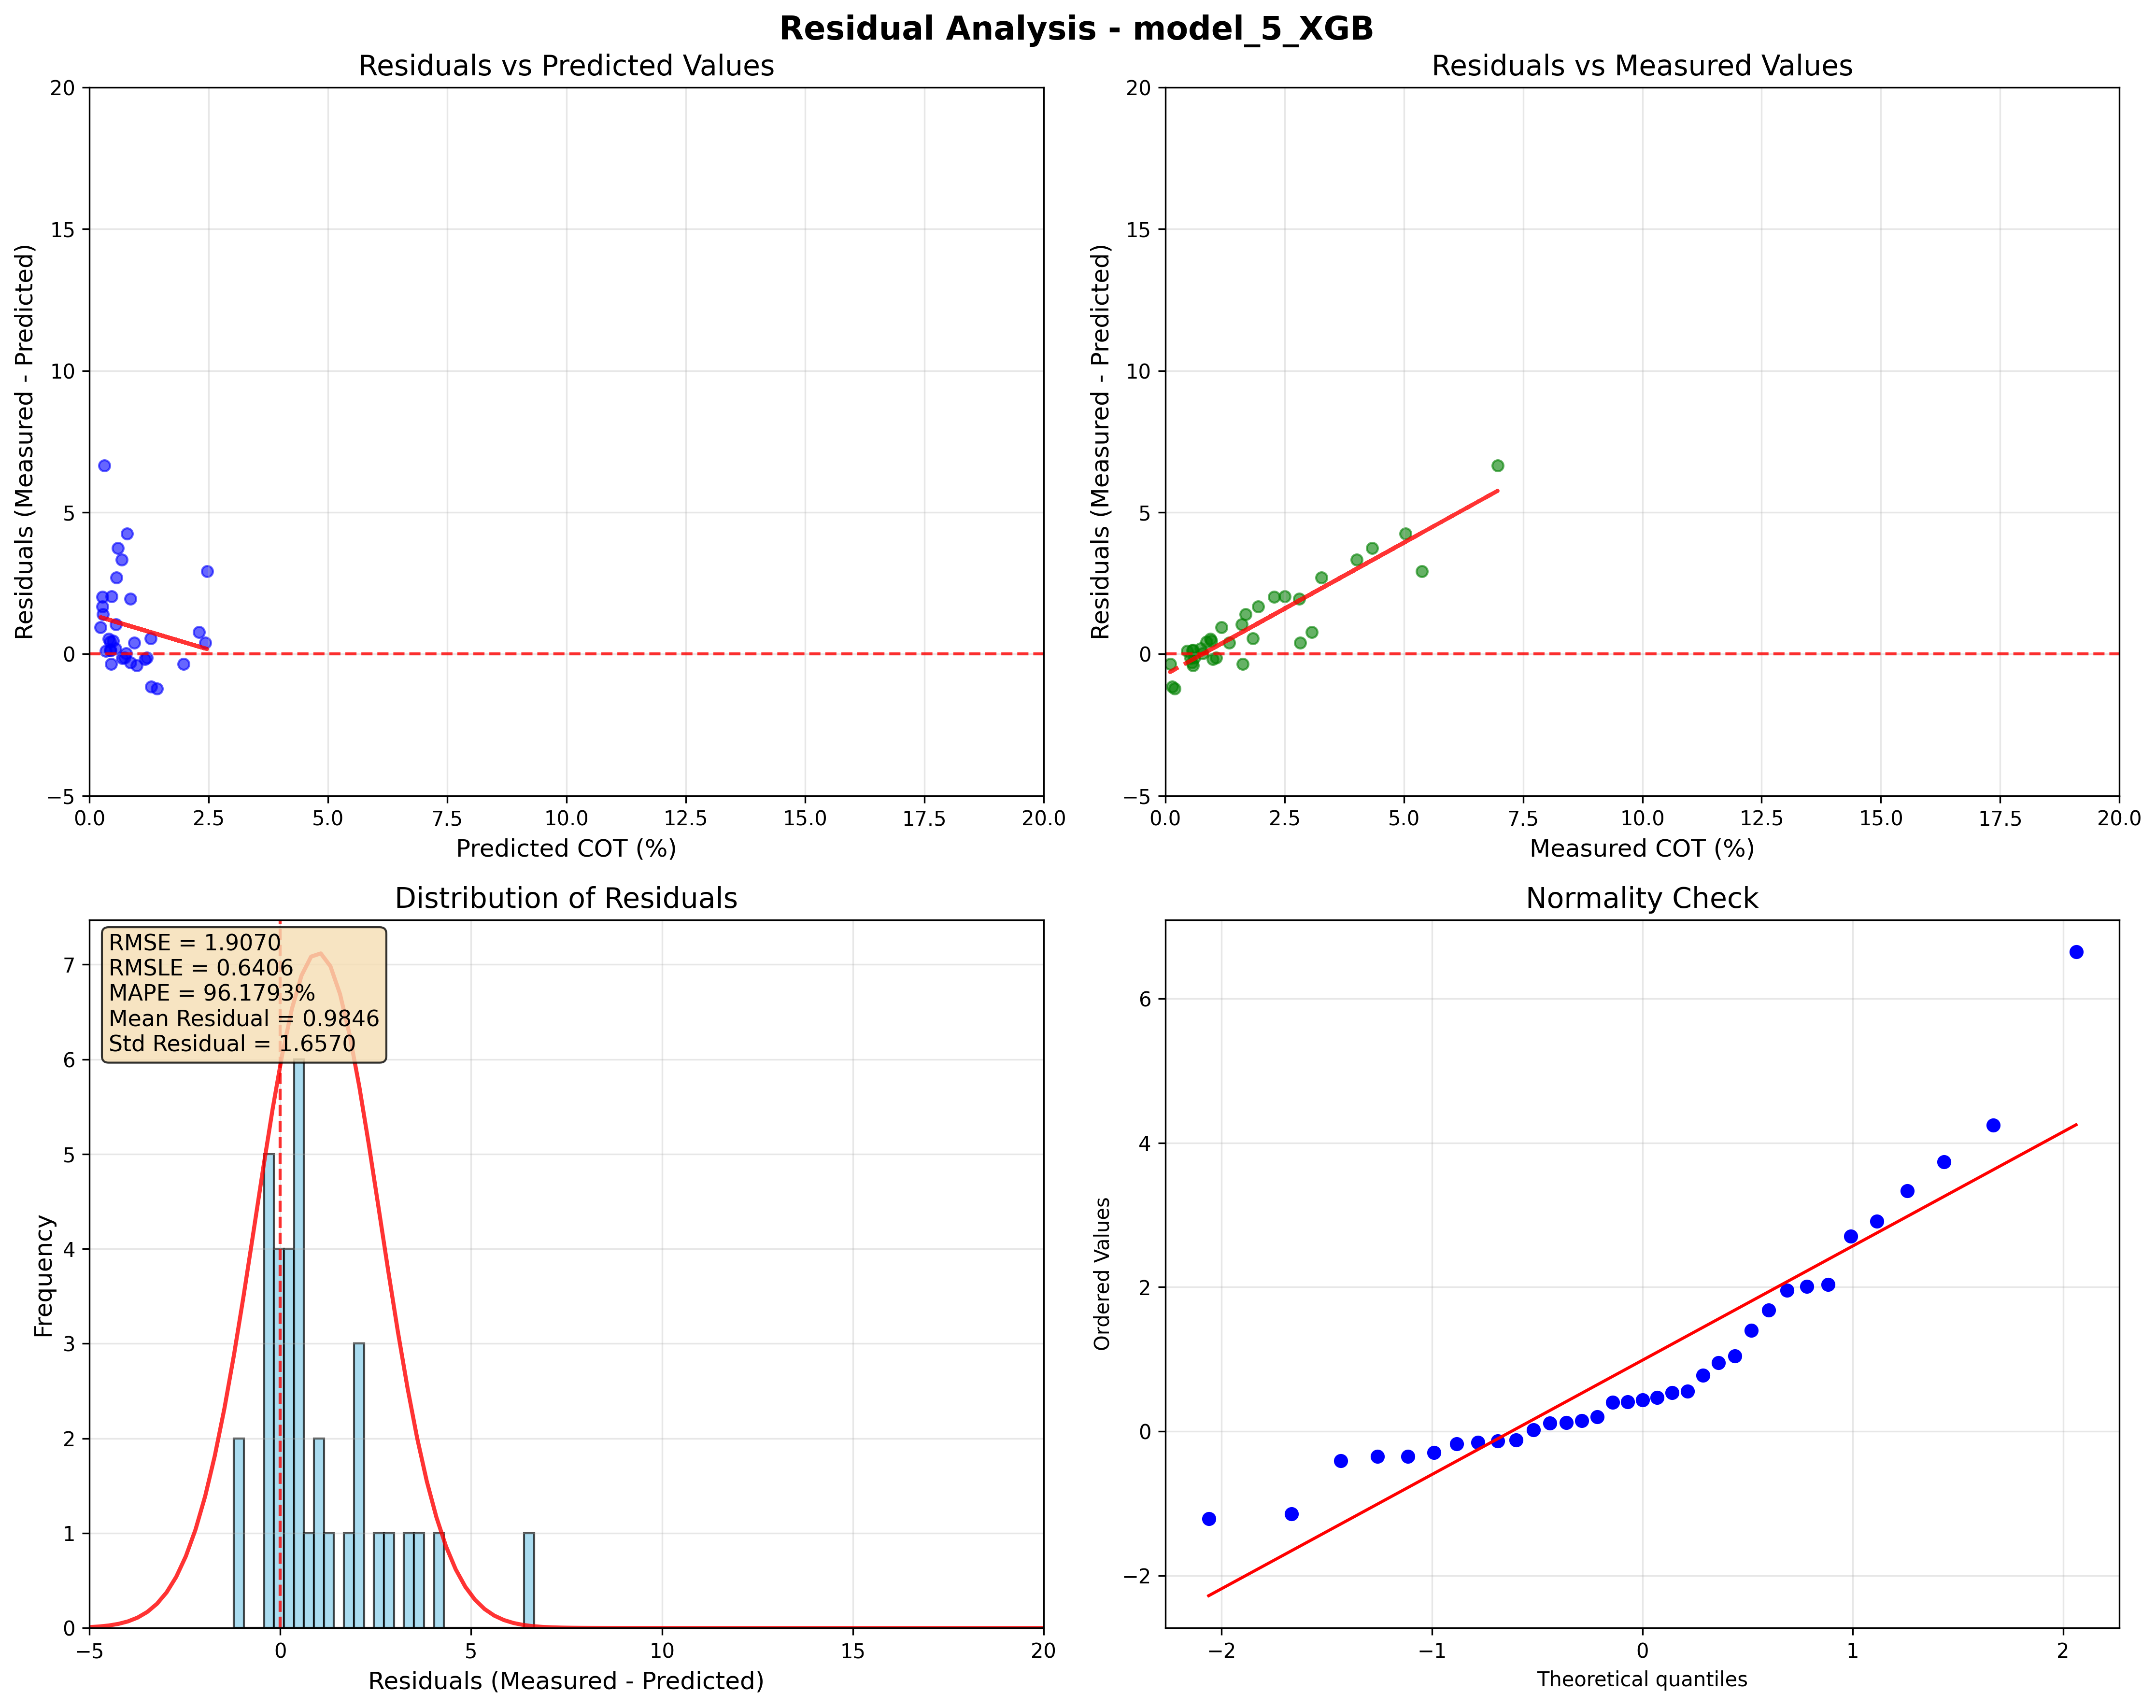 Residual Analysis - model_5_XGB
Residuals vs Predicted Values
20
15
10
5
0
−5
Residuals (Measured - Predicted)
0.0 2.5 5.0 7.5 10.0 12.5 15.0 17.5 20.0
Predicted COT (%)
Residuals vs Measured Values
20
15
10
5
0
−5
Residuals (Measured - Predicted)
0.0 2.5 5.0 7.5 10.0 12.5 15.0 17.5 20.0
Measured COT (%)
Distribution of Residuals
RMSE = 1.9070
RMSLE = 0.6406
MAPE = 96.1793%
Mean Residual = 0.9846
Std Residual = 1.6570
7
6
5
4
3
2
1
0
Frequency
−5 0 5 10 15 20
Residuals (Measured - Predicted)
Normality Check
6
4
2
0
−2
Ordered Values
−2 −1 0 1 2
Theoretical quantiles